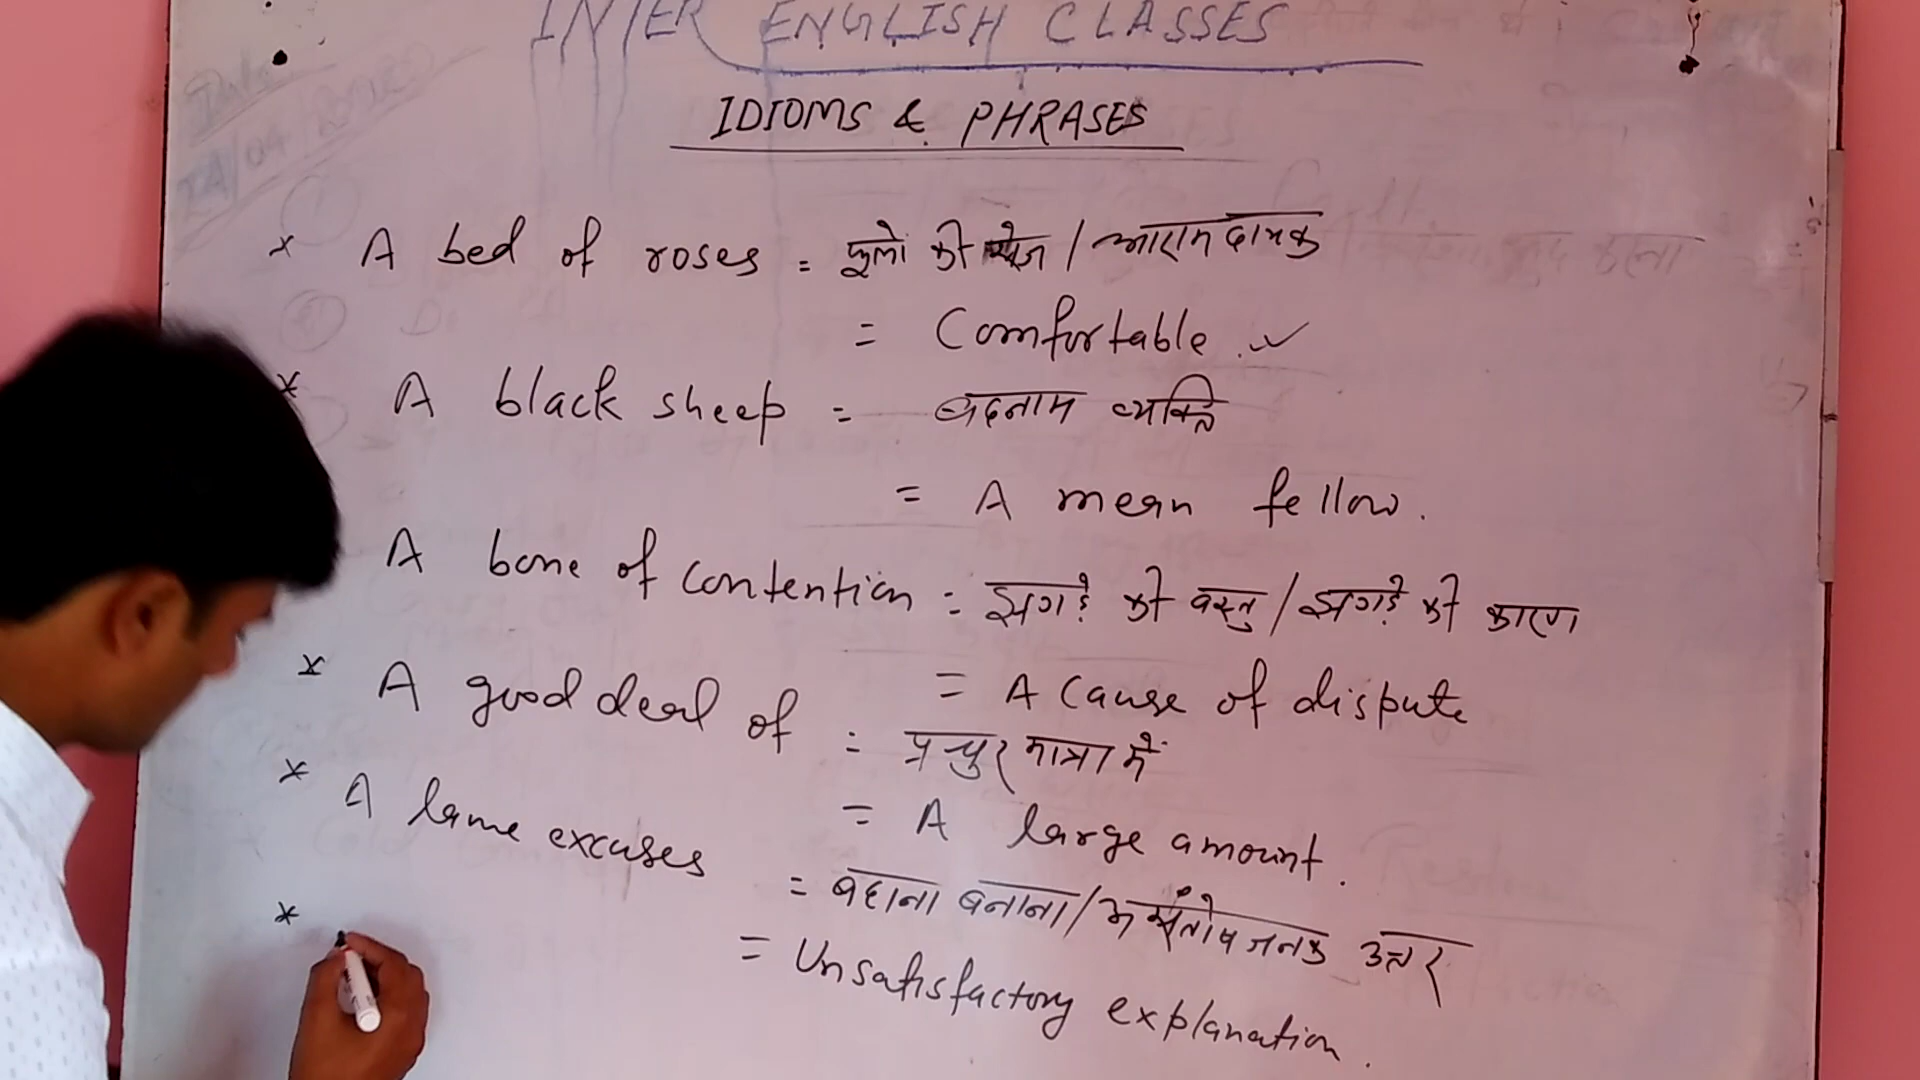 INTER ENGLISH CLASSES
IDIOMS & PHRASES
* A bed of roses = फूलो की सेज / आरामदायक
= Comfortable.
* A black sheep = बदनाम व्यक्ति
= A mean fellow.
A bone of contention = झगड़े की वस्तु / झगड़े की कारण
= A cause of dispute
* A good deal of = प्रचुर मात्रा में
= A large amount.
* A lame excuses = बहाना बनाना / असंतोषजनक उत्तर
= Unsatisfactory explanation.
*